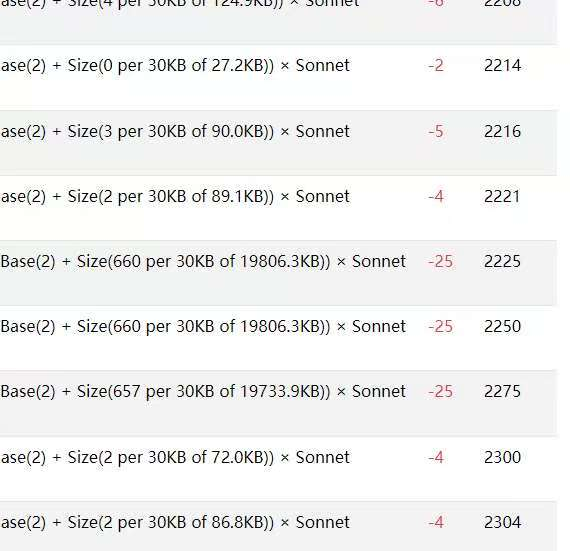 ase(2) + Size(4 per 30KB of 124.9KB)) × Sonnet -6 2208
ase(2) + Size(0 per 30KB of 27.2KB)) × Sonnet -2 2214
ase(2) + Size(3 per 30KB of 90.0KB)) × Sonnet -5 2216
ase(2) + Size(2 per 30KB of 89.1KB)) × Sonnet -4 2221
Base(2) + Size(660 per 30KB of 19806.3KB)) × Sonnet -25 2225
Base(2) + Size(660 per 30KB of 19806.3KB)) × Sonnet -25 2250
Base(2) + Size(657 per 30KB of 19733.9KB)) × Sonnet -25 2275
ase(2) + Size(2 per 30KB of 72.0KB)) × Sonnet -4 2300
ase(2) + Size(2 per 30KB of 86.8KB)) × Sonnet -4 2304